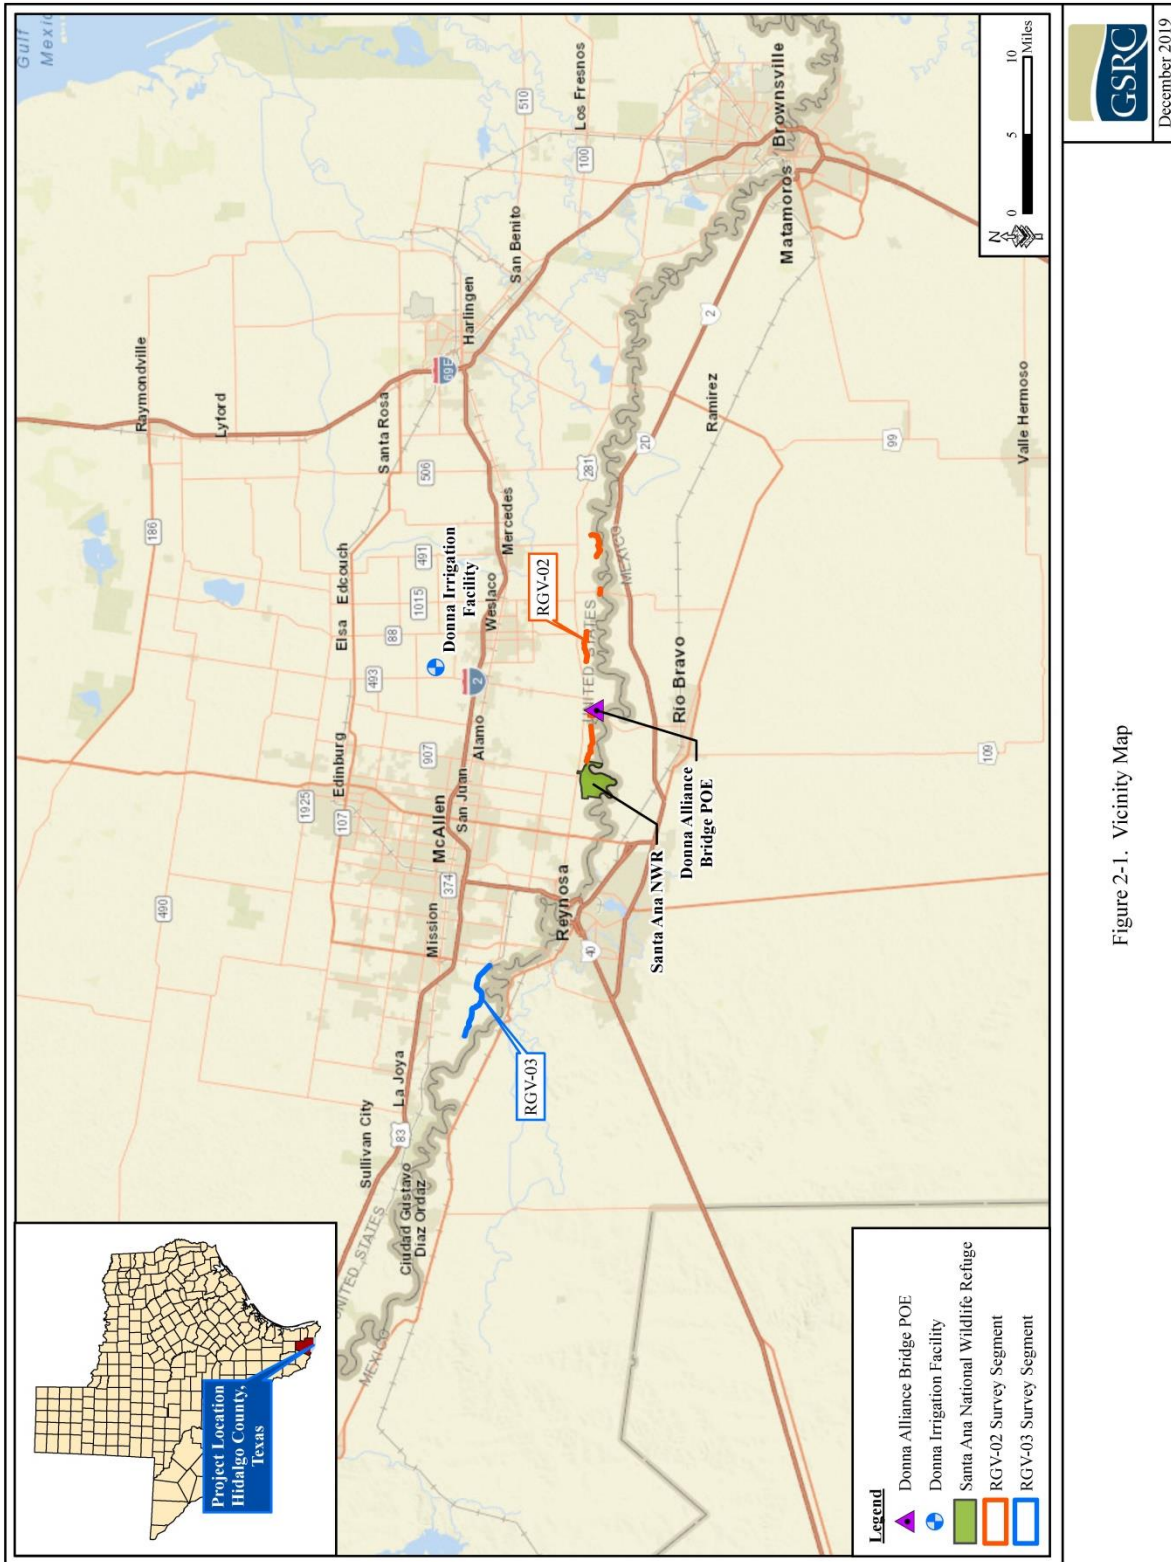 Gulf
Mexic
Raymondville
186
Lyford
490
Santa Rosa
Elsa
Edcouch
Edinburg
1925
107
493
88
1015
491
506
510
Los Fresnos
100
Harlingen
69E
San Benito
907
Donna Irrigation
Facility
2
Weslaco
Mercedes
McAllen
San Juan
Alamo
Mission
374
La Joya
Sullivan City
83
UNITED STATES
MEXICO
Ciudad Gustavo
Diaz Ordaz
RGV-03
RGV-02
281
UNITED STATES
MEXICO
Reynosa
40
Santa Ana NWR
Donna Alliance
Bridge POE
Rio Bravo
2D
Ramirez
2
Matamoros
Brownsville
109
99
Valle Hermoso
Project Location
Hidalgo County,
Texas
Legend
Donna Alliance Bridge POE
Donna Irrigation Facility
Santa Ana National Wildlife Refuge
RGV-02 Survey Segment
RGV-03 Survey Segment
N
0 5 10
Miles
Figure 2-1. Vicinity Map
GSRC
December 2019